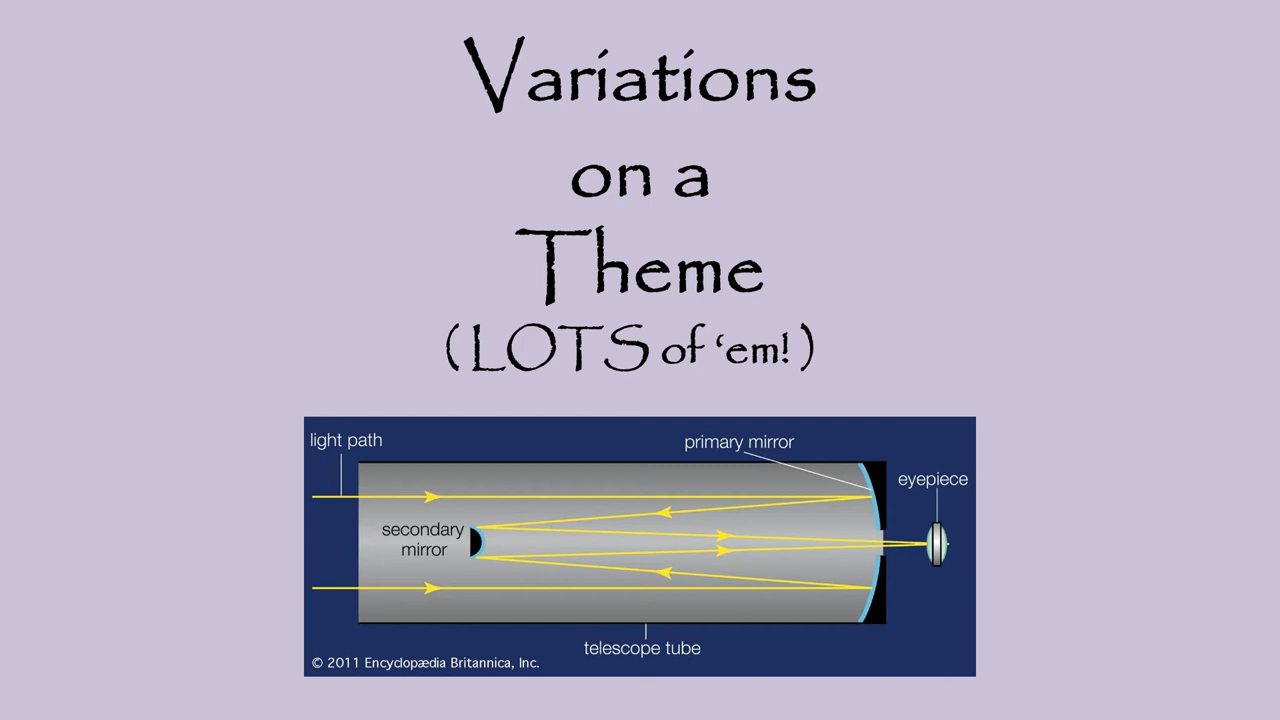 Variations
on a
Theme
( LOTS of ‘em! )
light path
primary mirror
eyepiece
secondary
mirror
telescope tube
© 2011 Encyclopædia Britannica, Inc.